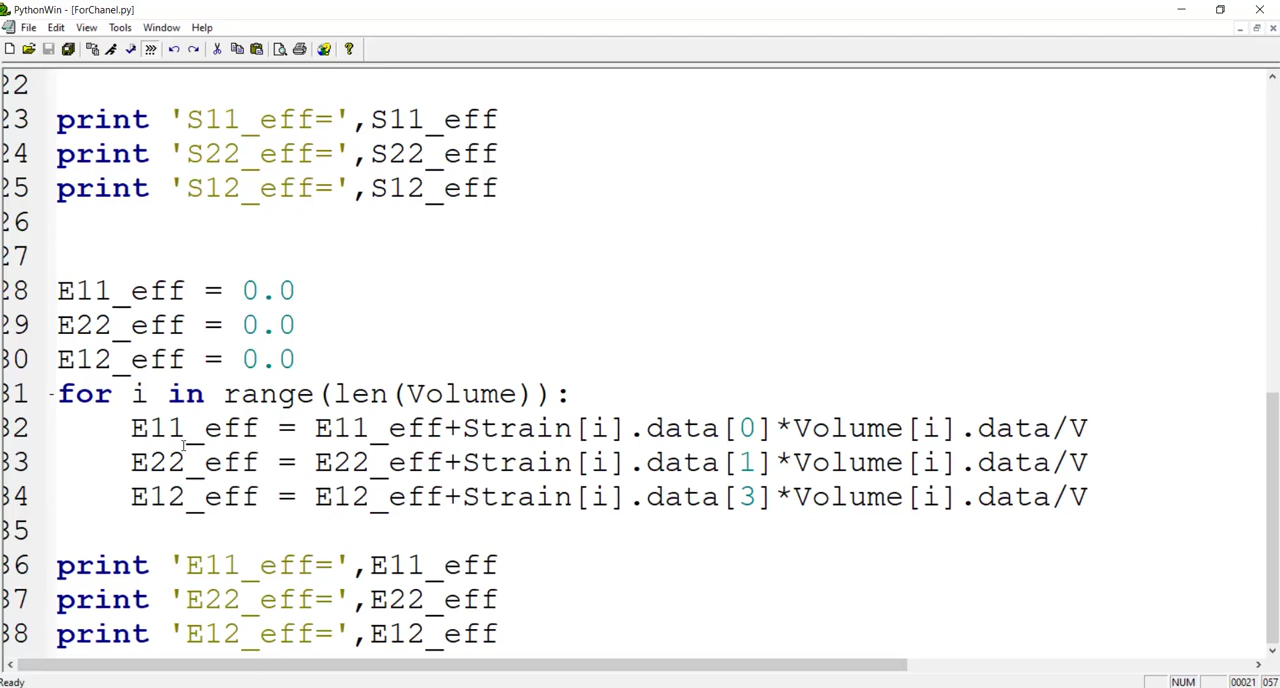 PythonWin - [ForChanel.py]
File Edit View Tools Window Help
22
23 print 'S11_eff=',S11_eff
24 print 'S22_eff=',S22_eff
25 print 'S12_eff=',S12_eff
26
27
28 E11_eff = 0.0
29 E22_eff = 0.0
30 E12_eff = 0.0
31 for i in range(len(Volume)):
32 E11_eff = E11_eff+Strain[i].data[0]*Volume[i].data/V
33 E22_eff = E22_eff+Strain[i].data[1]*Volume[i].data/V
34 E12_eff = E12_eff+Strain[i].data[3]*Volume[i].data/V
35
36 print 'E11_eff=',E11_eff
37 print 'E22_eff=',E22_eff
38 print 'E12_eff=',E12_eff
Ready NUM 00021 057